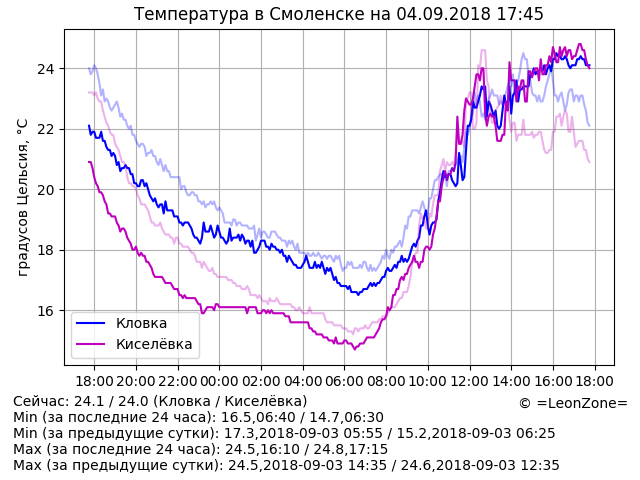 Температура в Смоленске на 04.09.2018 17:45
градусов Цельсия, °C
24
22
20
18
16
Кловка
Киселёвка
18:00 20:00 22:00 00:00 02:00 04:00 06:00 08:00 10:00 12:00 14:00 16:00 18:00
Сейчас: 24.1 / 24.0 (Кловка / Киселёвка)
© =LeonZone=
Min (за последние 24 часа): 16.5,06:40 / 14.7,06:30
Min (за предыдущие сутки): 17.3,2018-09-03 05:55 / 15.2,2018-09-03 06:25
Max (за последние 24 часа): 24.5,16:10 / 24.8,17:15
Max (за предыдущие сутки): 24.5,2018-09-03 14:35 / 24.6,2018-09-03 12:35